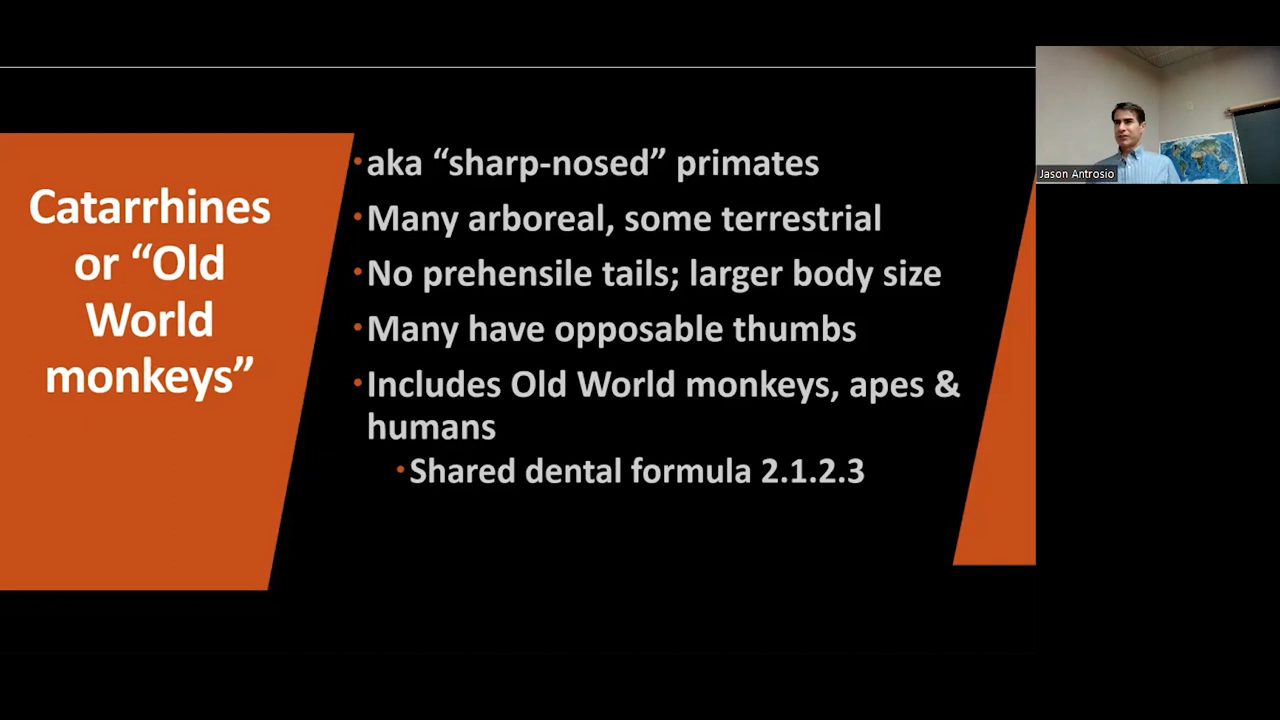 Catarrhines
or “Old
World
monkeys”
• aka “sharp-nosed” primates
• Many arboreal, some terrestrial
• No prehensile tails; larger body size
• Many have opposable thumbs
• Includes Old World monkeys, apes &
humans
• Shared dental formula 2.1.2.3
Jason Antrosio